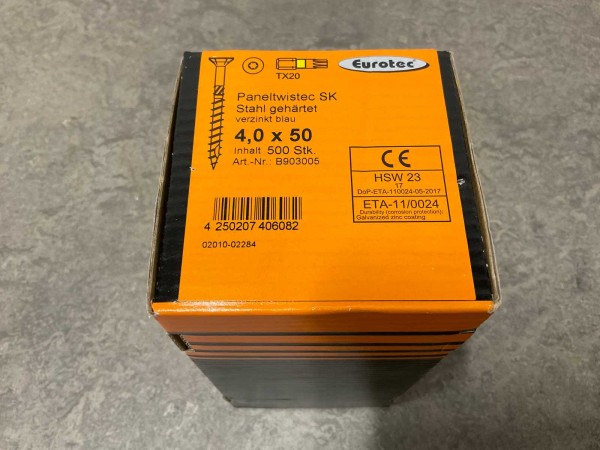 TX20
Eurotec
Paneltwistec SK
Stahl gehärtet
verzinkt blau
4,0 x 50
Inhalt 500 Stk.
Art.-Nr.: B903005
4 250207 406082
02010-02284
CE
HSW 23
17
DoP-ETA-110024-05-2017
ETA-11/0024
Durability (corrosion protection):
Galvanized zinc coating